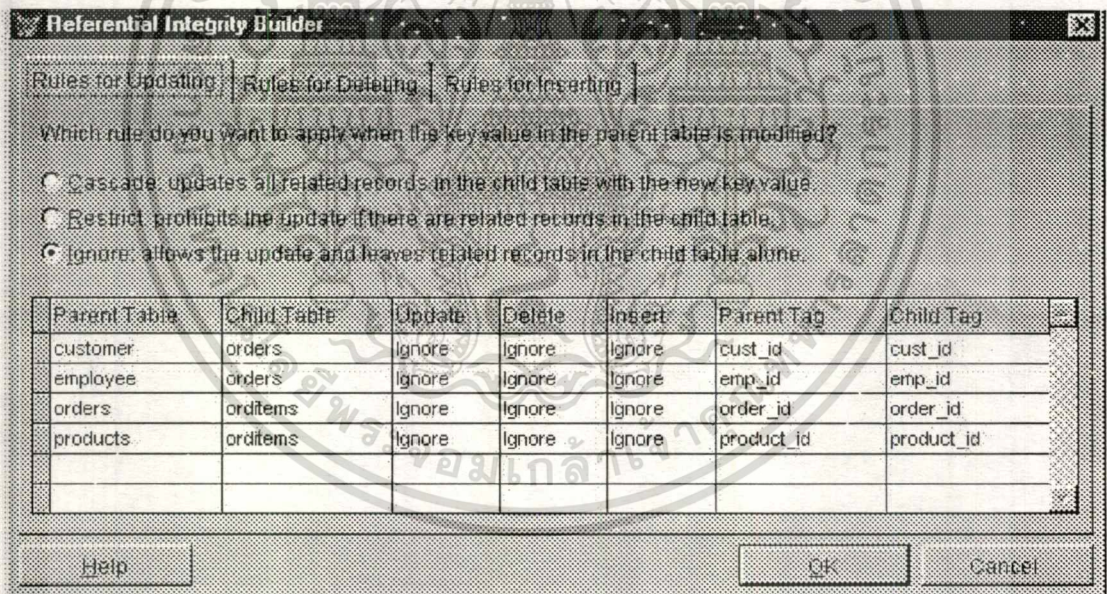 Referential Integrity Builder
Rules for Updating Rules for Deleting Rules for Inserting
Which rule do you want to apply when the key value in the parent table is modified?
Cascade: updates all related records in the child table with the new key value.
Restrict: prohibits the update if there are related records in the child table.
Ignore: allows the update and leaves related records in the child table alone.
Parent Table Child Table Update Delete Insert Parent Tag Child Tag
customer orders Ignore Ignore Ignore cust_id cust_id
employee orders Ignore Ignore Ignore emp_id emp_id
orders orditems Ignore Ignore Ignore order_id order_id
products orditems Ignore Ignore Ignore product_id product_id
Help OK Cancel